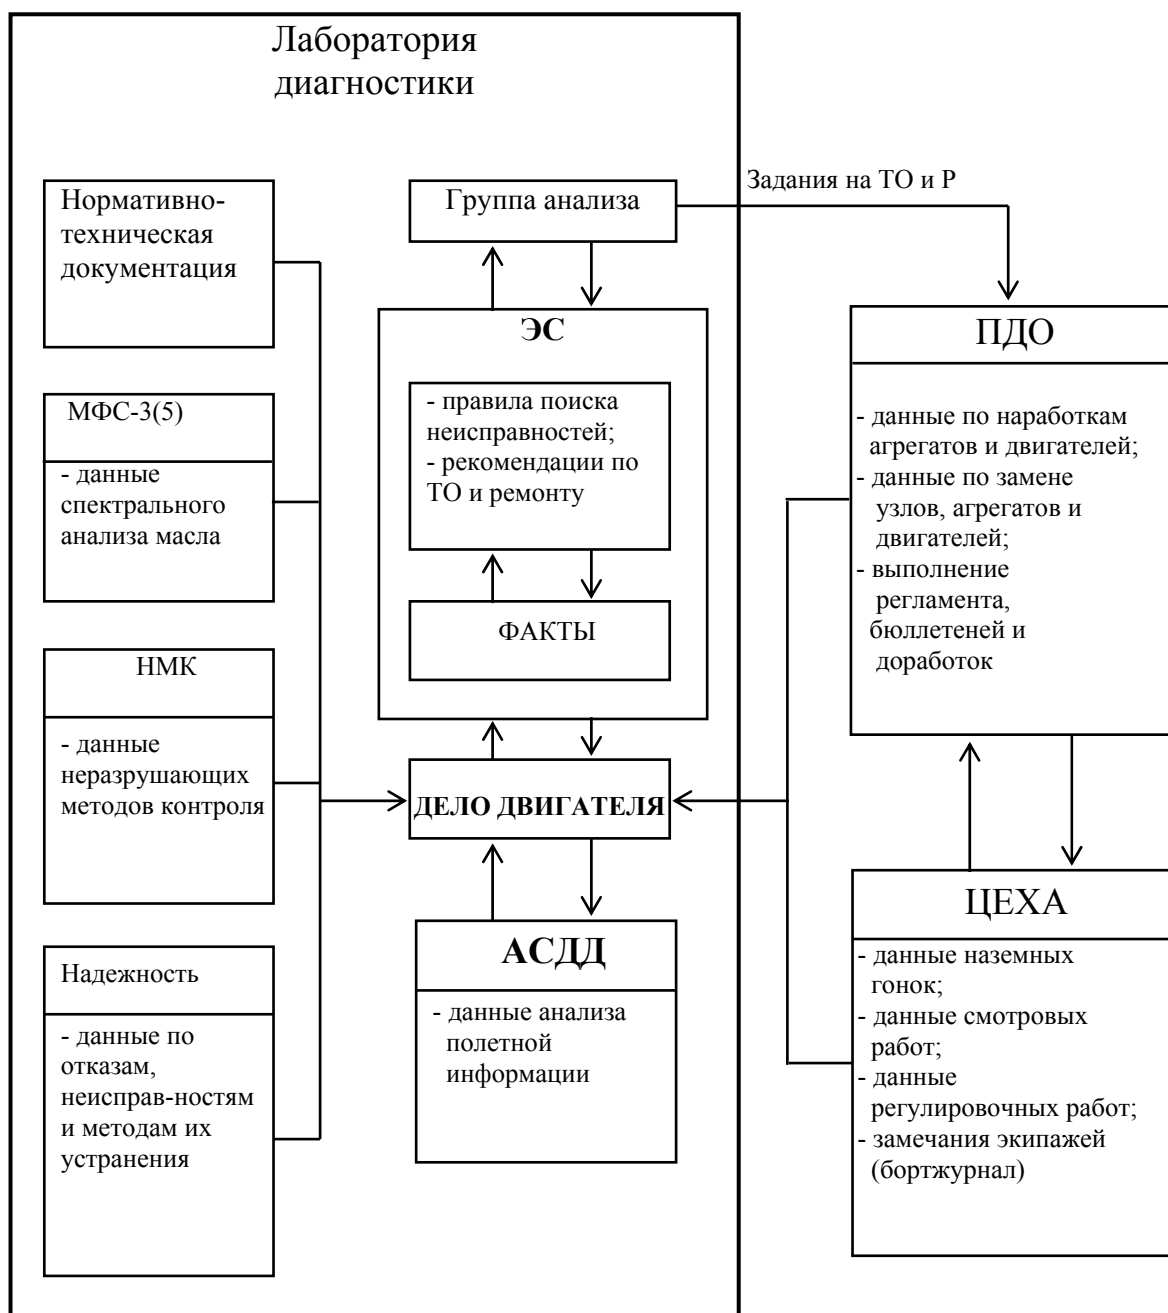 Лаборатория
диагностики
Нормативно-
техническая
документация
МФС-3(5)
- данные
спектрального
анализа масла
НМК
- данные
неразрушающих
методов контроля
Надежность
- данные по
отказам,
неисправ-ностям
и методам их
устранения
Группа анализа
ЭС
- правила поиска
неисправностей;
- рекомендации по
ТО и ремонту
ФАКТЫ
ДЕЛО ДВИГАТЕЛЯ
АСДД
- данные анализа
полетной
информации
Задания на ТО и Р
ПДО
- данные по наработкам
агрегатов и двигателей;
- данные по замене
узлов, агрегатов и
двигателей;
- выполнение
регламента,
бюллетеней и
доработок
ЦЕХА
- данные наземных
гонок;
- данные смотровых
работ;
- данные
регулировочных работ;
- замечания экипажей
(бортжурнал)